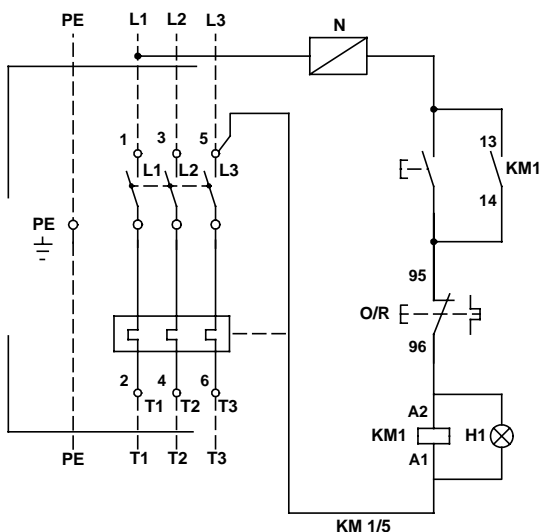 PE L1 L2 L3 N
1 3 5
L1 L2 L3
13
KM1
14
PE
95
O/R
96
2 4 6
T1 T2 T3
A2
KM1 H1
A1
PE T1 T2 T3
KM 1/5